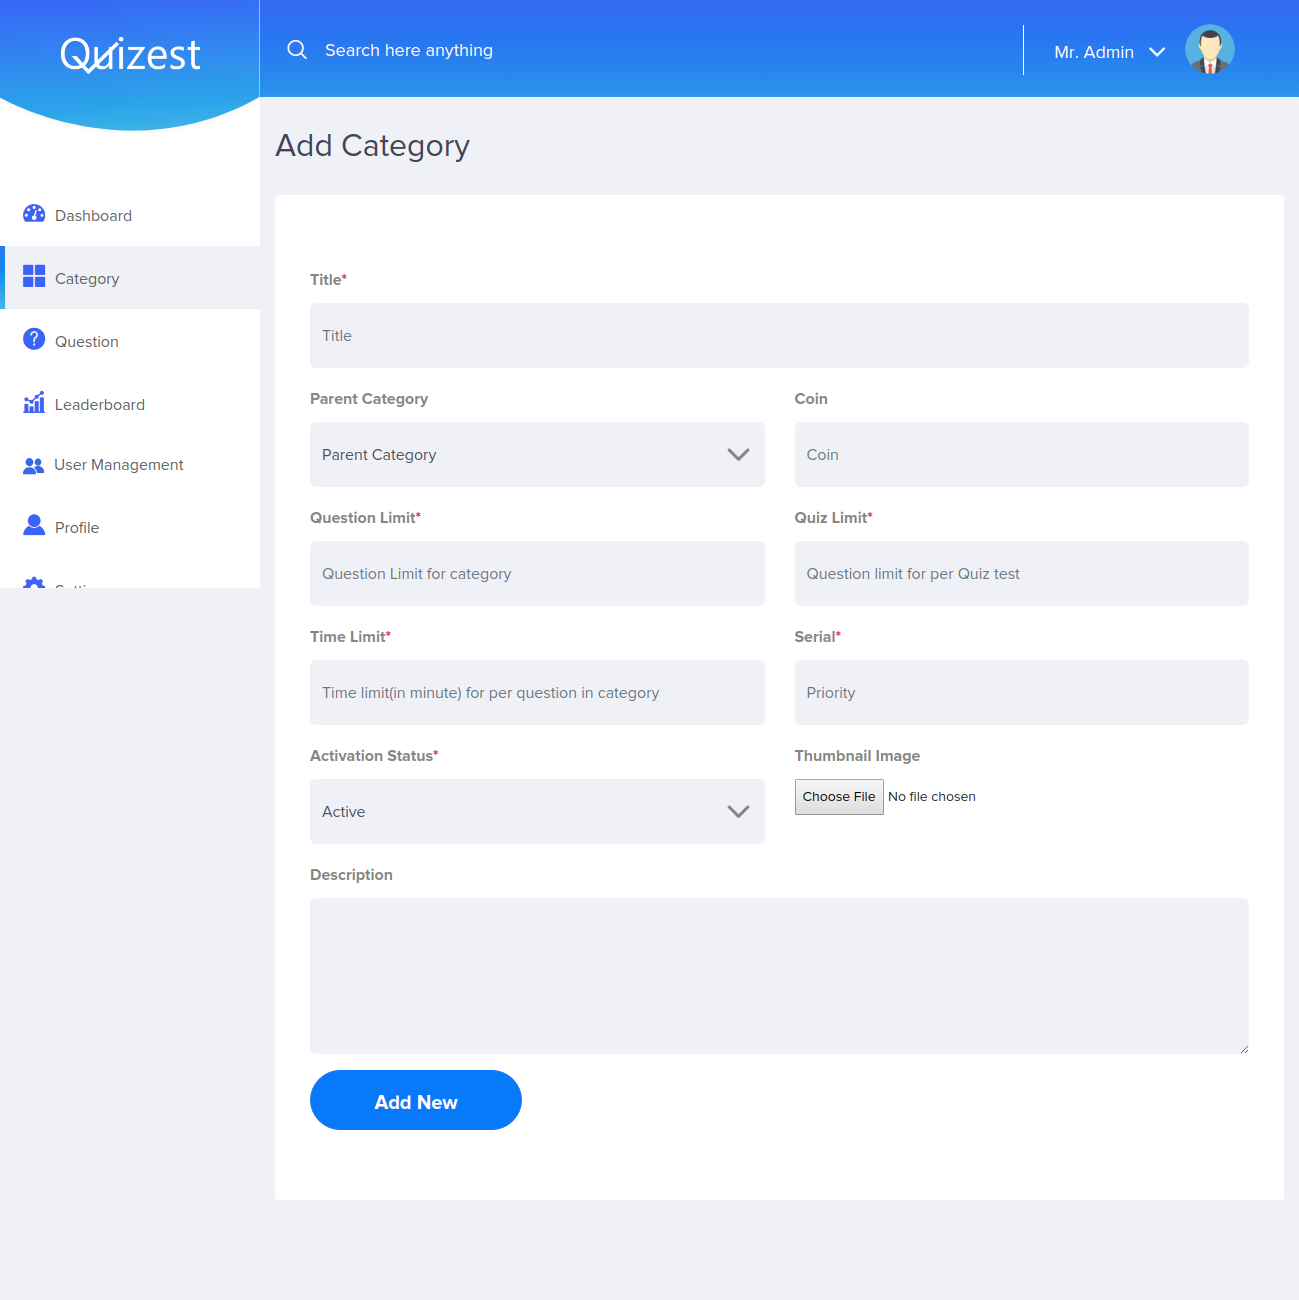 Quizest
Search here anything
Mr. Admin
Add Category
Dashboard
Category
Question
Leaderboard
User Management
Profile
Title*
Title
Parent Category
Coin
Parent Category
Coin
Question Limit*
Quiz Limit*
Question Limit for category
Question limit for per Quiz test
Time Limit*
Serial*
Time limit(in minute) for per question in category
Priority
Activation Status*
Thumbnail Image
Active
Choose File No file chosen
Description
Add New